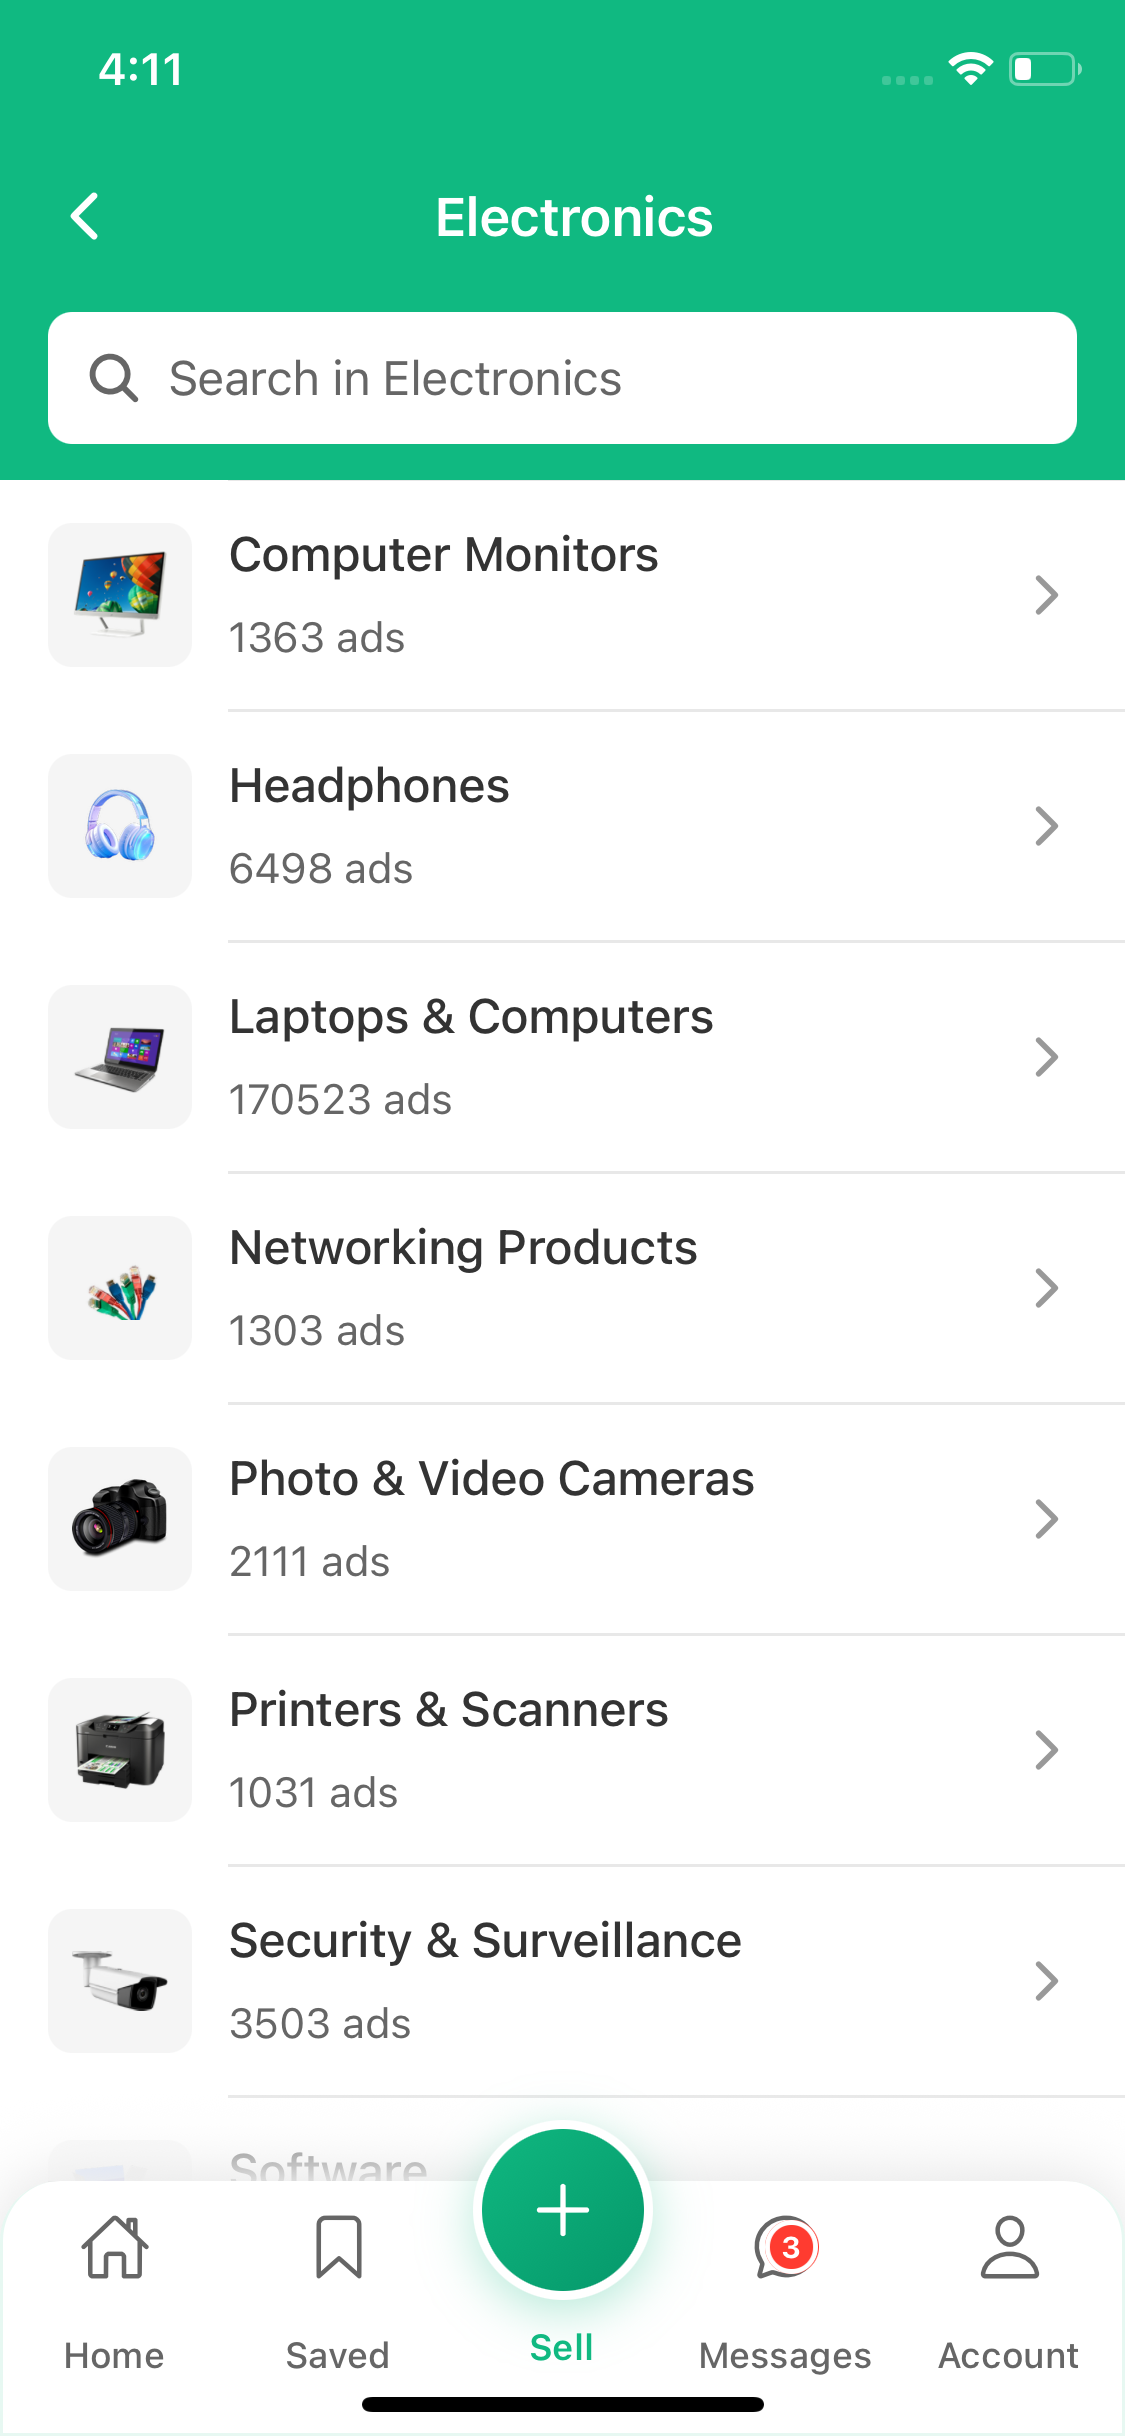 4:11
Electronics
Search in Electronics
Computer Monitors
1363 ads
Headphones
6498 ads
Laptops & Computers
170523 ads
Networking Products
1303 ads
Photo & Video Cameras
2111 ads
Printers & Scanners
1031 ads
Security & Surveillance
3503 ads
Software
3
Home
Saved
Sell
Messages
Account